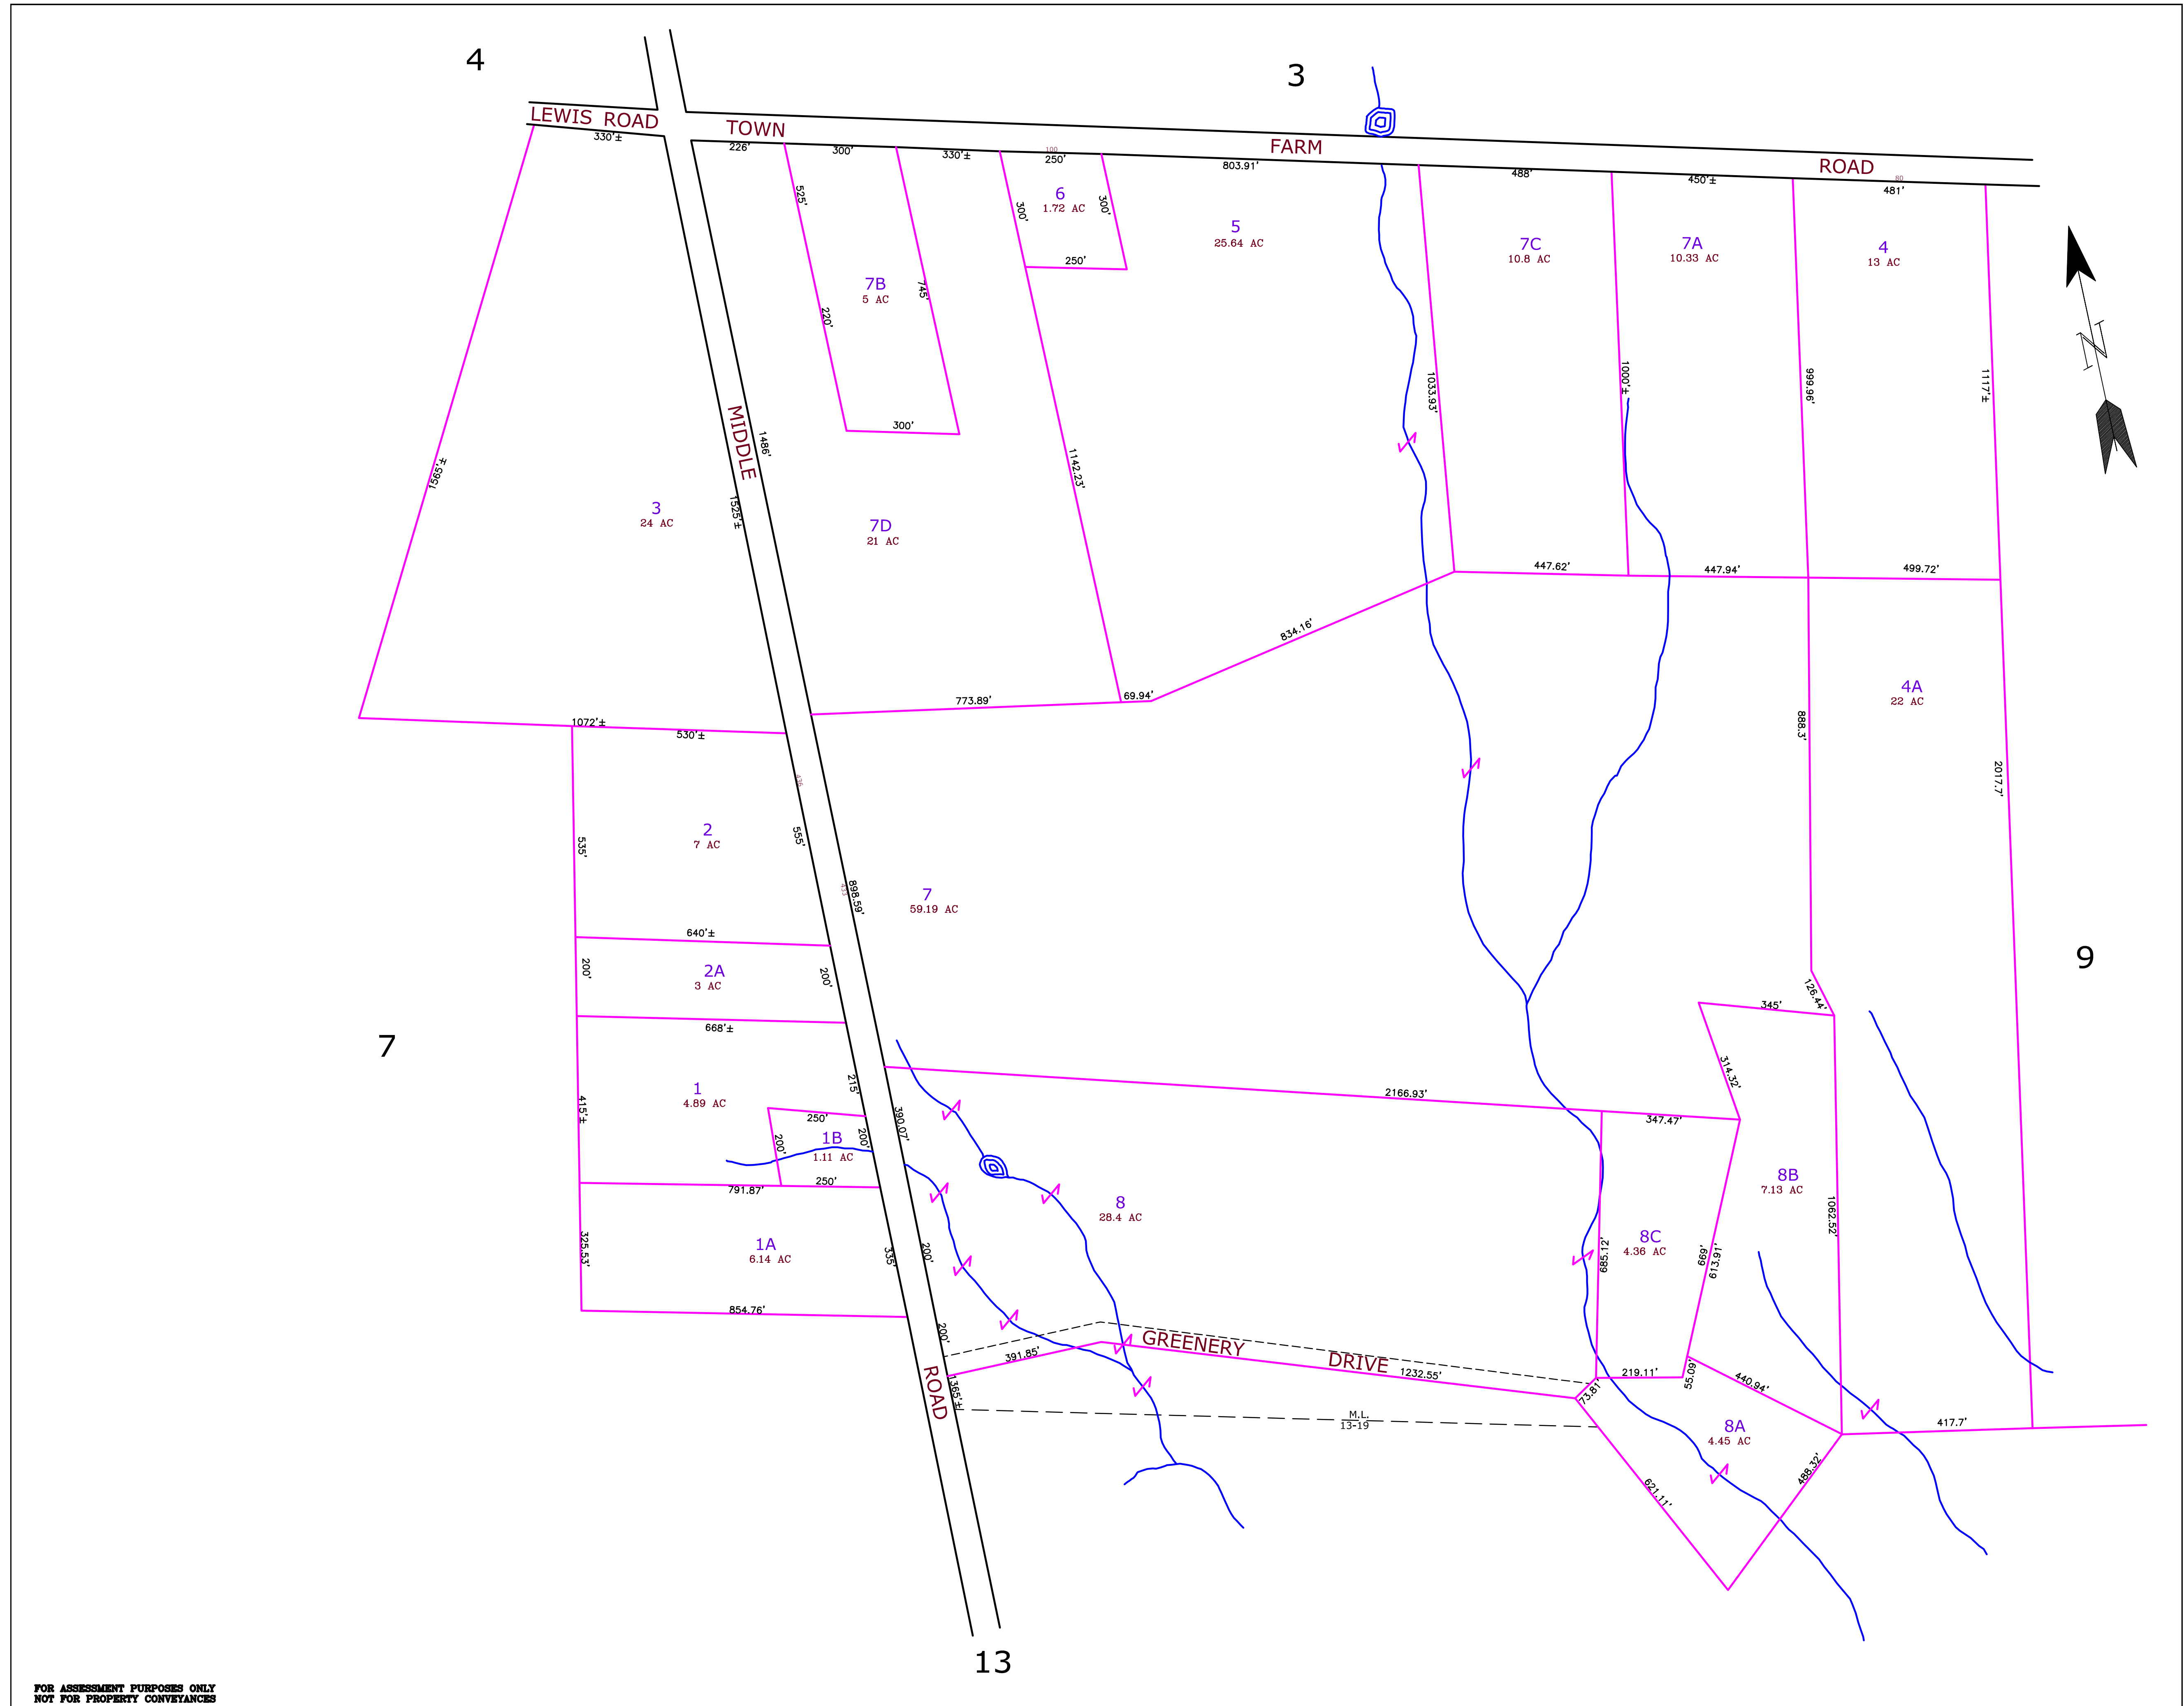 4
3
LEWIS ROAD
TOWN FARM ROAD
330'±
226'
300'
330'±
100
250'
803.91'
488'
450'±
80
481'
525'
6
1.72 AC
300'
300'
250'
5
25.64 AC
7C
10.8 AC
7A
10.33 AC
4
13 AC
7B
5 AC
745'
220'
300'
N
1033.93'
1000'±
999.96'
1117'±
MIDDLE
1486'
1142.23'
1565'±
3
24 AC
1525'±
7D
21 AC
447.62'
447.94'
499.72'
834.16'
773.89'
69.94'
4A
22 AC
888.3'
2017.7'
1072'±
530'±
436
2
7 AC
535'
555'
433
898.59'
7
59.19 AC
640'±
2A
3 AC
200'
200'
668'±
9
126.44'
345'
314.32'
7
1
4.89 AC
215'
415'±
250'
390.07'
2166.93'
347.47'
1B
1.11 AC
200'
200'
250'
791.87'
8
28.4 AC
8B
7.13 AC
1062.52'
8C
4.36 AC
685.12'
669'
613.91'
1A
6.14 AC
325.53'
335'
200'
854.76'
200'
391.85'
GREENERY DRIVE
1232.55'
219.11'
55.09'
440.94'
73.81'
ROAD
1365'±
M.L.
13-19
8A
4.45 AC
417.7'
488.32'
621.11'
13
FOR ASSESSMENT PURPOSES ONLY
NOT FOR PROPERTY CONVEYANCES